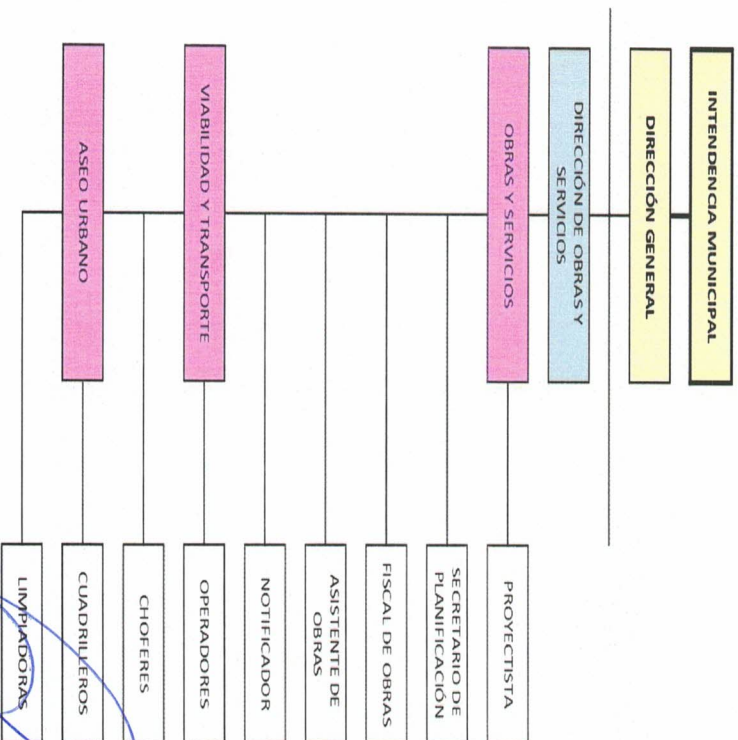 INTENDENCIA MUNICIPAL
DIRECCIÓN GENERAL
DIRECCIÓN DE OBRAS Y
SERVICIOS
OBRAS Y SERVICIOS
PROYECTISTA
SECRETARIO DE
PLANIFICACIÓN
FISCAL DE OBRAS
ASISTENTE DE
OBRAS
NOTIFICADOR
VIABILIDAD Y TRANSPORTE
OPERADORES
CHOFERES
ASEO URBANO
CUADRILLEROS
LIMPIADORAS